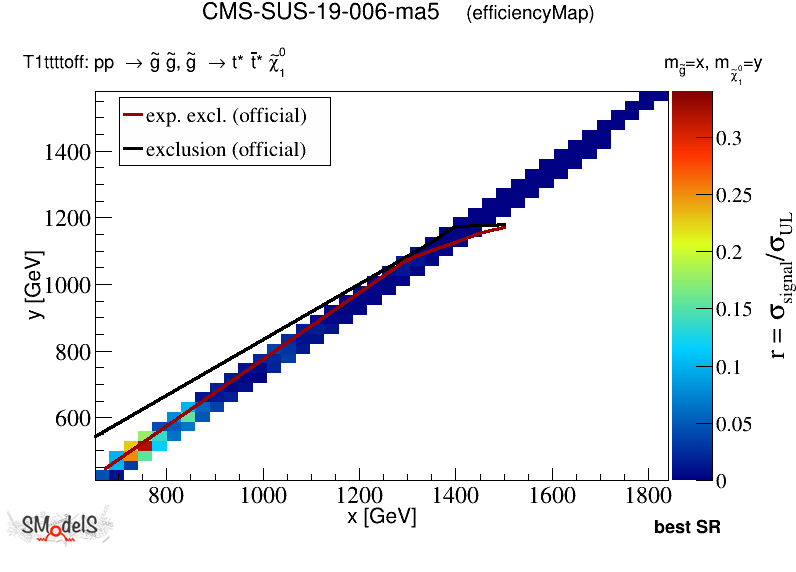 CMS-SUS-19-006-ma5 (efficiencyMap)
T1ttttoff: pp → g̃ g̃, g̃ → t* t̄* χ̃₁⁰ m_g̃=x, m_χ̃₁⁰=y
exp. excl. (official)
exclusion (official)
1400
1200
1000
800
600
y [GeV]
800 1000 1200 1400 1600 1800
x [GeV]
0.3
0.25
0.2
0.15
0.1
0.05
0
r = σ_signal/σ_UL
SModelS
best SR